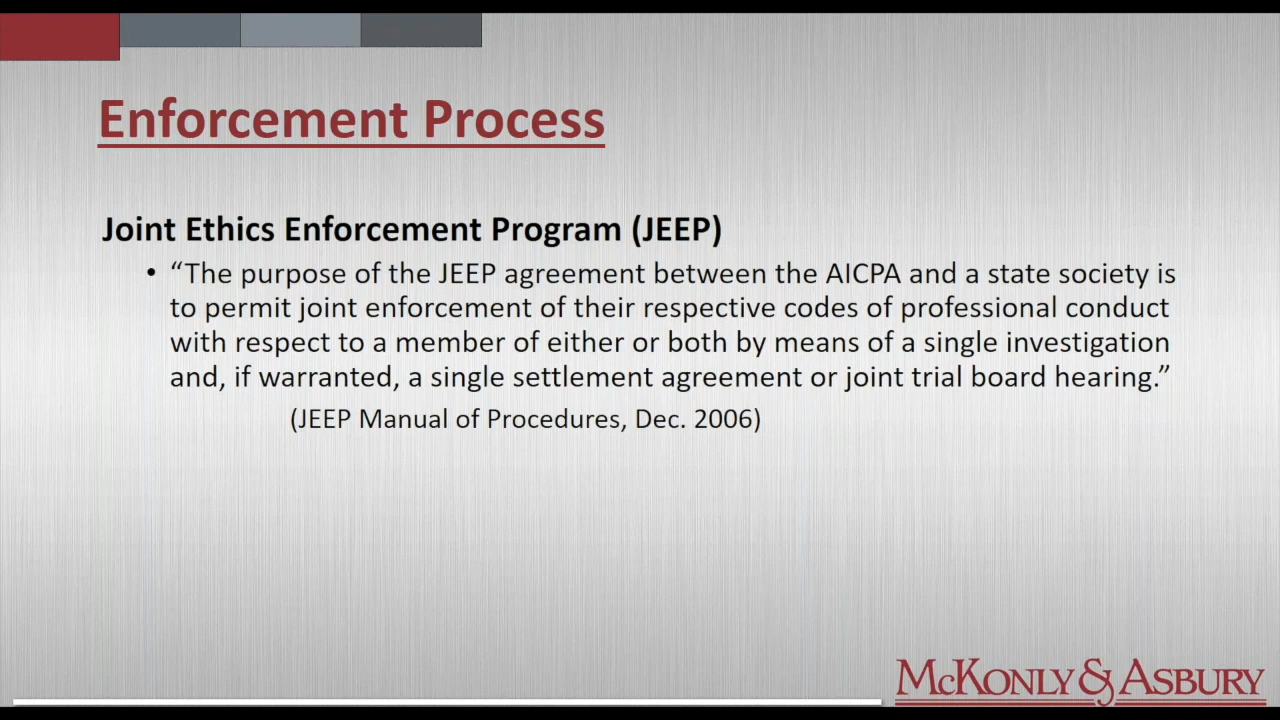 Enforcement Process
Joint Ethics Enforcement Program (JEEP)
• “The purpose of the JEEP agreement between the AICPA and a state society is
to permit joint enforcement of their respective codes of professional conduct
with respect to a member of either or both by means of a single investigation
and, if warranted, a single settlement agreement or joint trial board hearing.”
(JEEP Manual of Procedures, Dec. 2006)
McKonly & Asbury